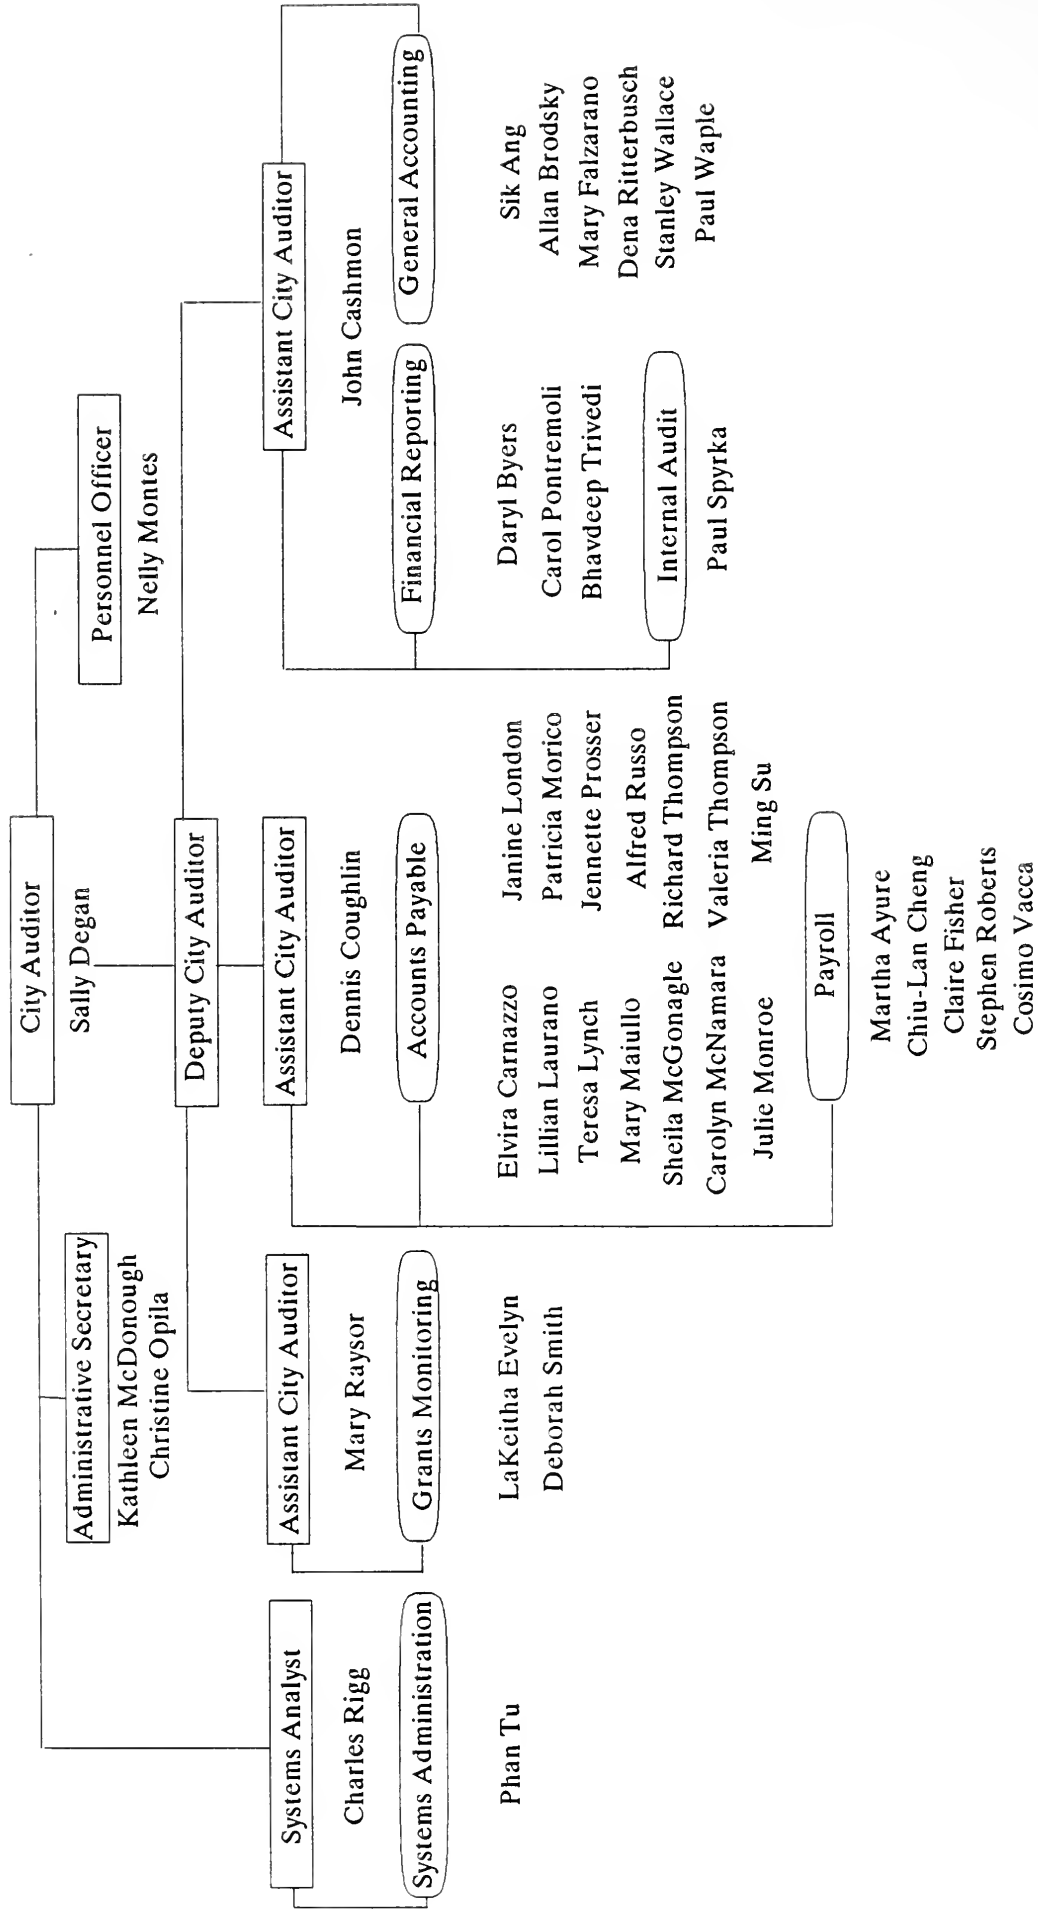 City Auditor
Sally Degan
Administrative Secretary
Kathleen McDonough
Christine Opila
Personnel Officer
Nelly Montes
Deputy City Auditor
Systems Analyst
Charles Rigg
Systems Administration
Phan Tu
Assistant City Auditor
Mary Raysor
Grants Monitoring
LaKeitha Evelyn
Deborah Smith
Assistant City Auditor
Dennis Coughlin
Accounts Payable
Elvira Carnazzo
Lillian Laurano
Teresa Lynch
Mary Maiullo
Sheila McGonagle
Carolyn McNamara
Julie Monroe
Janine London
Patricia Morico
Jennette Prosser
Alfred Russo
Richard Thompson
Valeria Thompson
Ming Su
Payroll
Martha Ayure
Chiu-Lan Cheng
Claire Fisher
Stephen Roberts
Cosimo Vacca
Assistant City Auditor
John Cashmon
Financial Reporting
Daryl Byers
Carol Pontremoli
Bhavdeep Trivedi
Internal Audit
Paul Spyrka
General Accounting
Sik Ang
Allan Brodsky
Mary Falzarano
Dena Ritterbusch
Stanley Wallace
Paul Waple